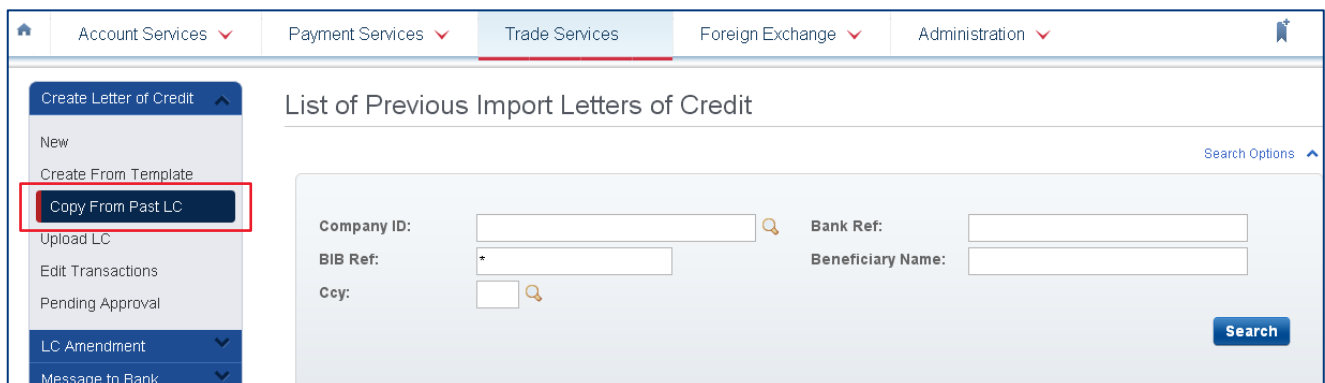 Account Services Payment Services Trade Services Foreign Exchange Administration
Create Letter of Credit
List of Previous Import Letters of Credit
New
Search Options
Create From Template
Copy From Past LC
Company ID: Bank Ref:
Upload LC
BIB Ref: * Beneficiary Name:
Edit Transactions
Ccy:
Pending Approval
Search
LC Amendment
Message to Bank